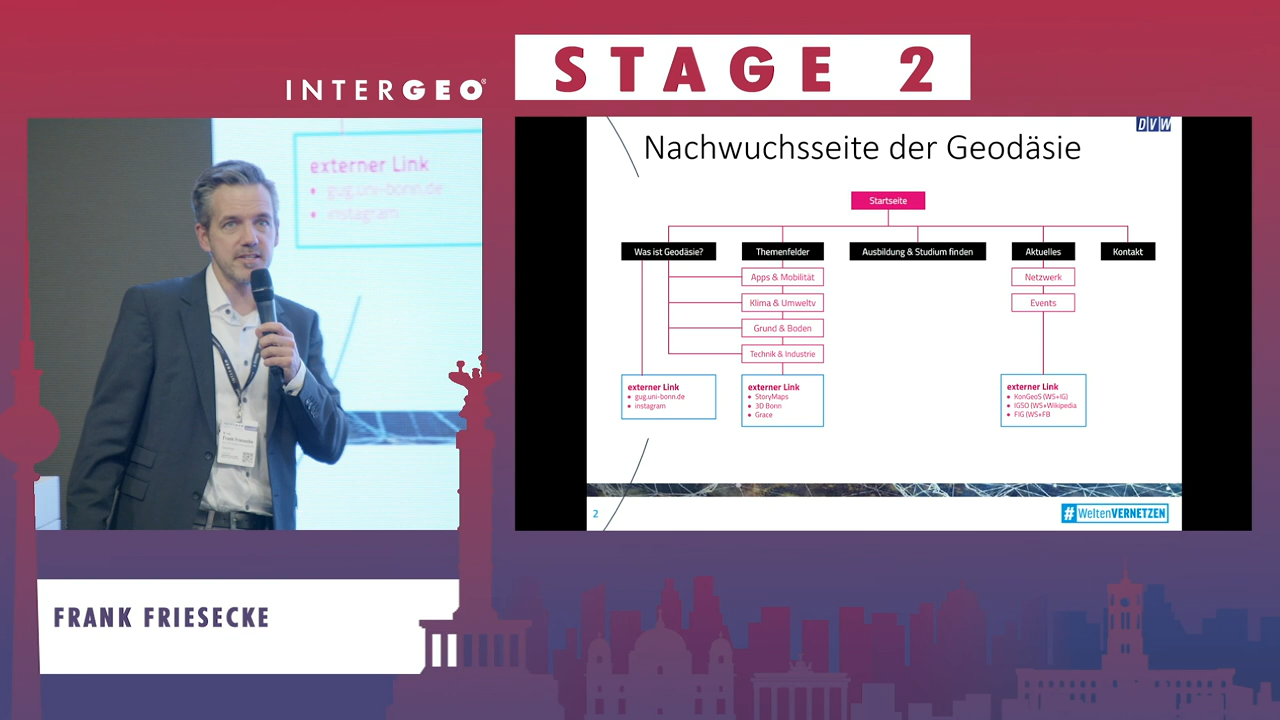 INTERGEO®
STAGE 2
externer Link
• gug.uni-bonn.de
• instagram
Frank Friesecke
FRANK FRIESECKE
DVW
Nachwuchsseite der Geodäsie
Startseite
Was ist Geodäsie?
Themenfelder
Ausbildung & Studium finden
Aktuelles
Kontakt
Apps & Mobilität
Netzwerk
Klima & Umweltv
Events
Grund & Boden
Technik & Industrie
externer Link
• gug.uni-bonn.de
• instagram
externer Link
• StoryMaps
• 3D Bonn
• Grace
externer Link
• KonGeoS (WS+IG)
• IGSO (WS+Wikipedia
• FIG (WS+FB
2
#WeltenVERNETZEN